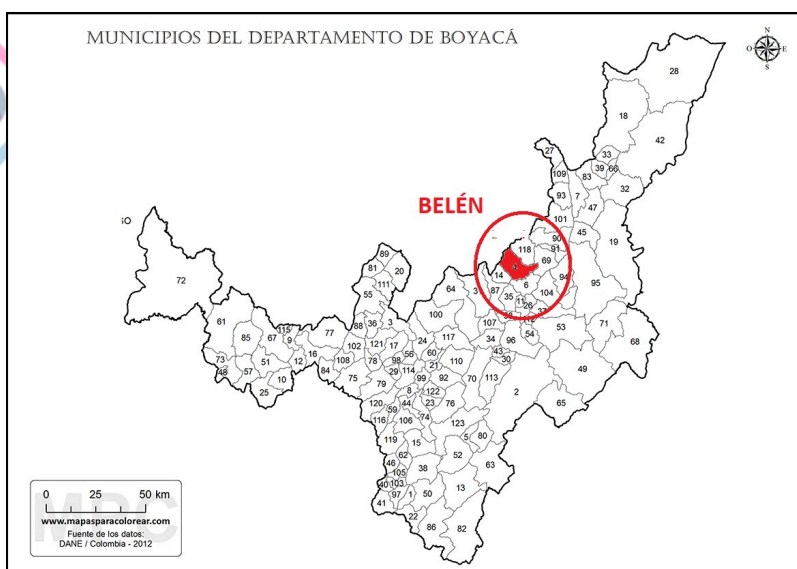 MUNICIPIOS DEL DEPARTAMENTO DE BOYACÁ
N
O E
S
28
18
42
27
33
39 66
109 83
32
93 7
47
BELÉN
101
45
118 90
19
91
89
69
81 20
14
94
72
111 6
95
55 64 3 87 35 104
11
26
61 100
115 77 88 36 3 107
53 71
85 67 9 117 54
102 121 17 24 34 96 68
16 56 60 43
73 51 12 108 78 98 110 30
48 57 84 29 114 21 49
10 75 99 92 70 113
25 79 8 122 2
120 44 23 76 65
59
116 106 74 123
119 15 5 80
46 62 52
105 38 63
40 103 13
41 97 1 50
22
86 82
0 25 50 km
www.mapasparacolorear.com
Fuente de los datos:
DANE / Colombia - 2012